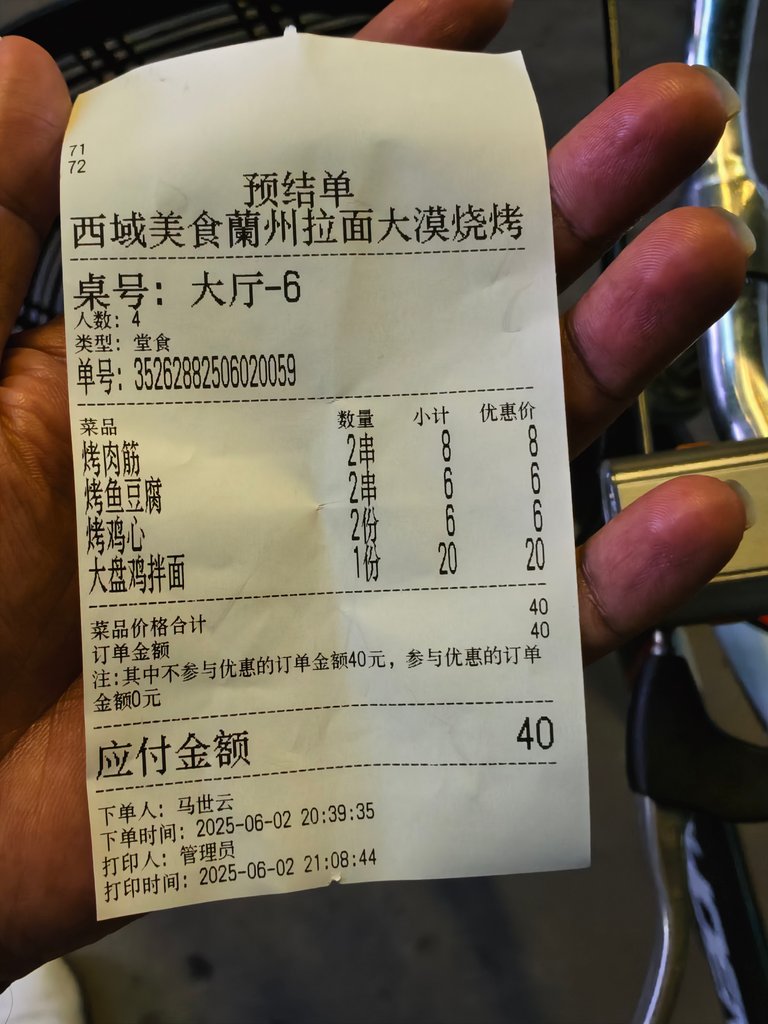 71
72
预结单
西域美食蘭州拉面大漠烧烤
桌号: 大厅-6
人数: 4
类型: 堂食
单号: 35262882506020059
菜品 数量 小计 优惠价
烤肉筋 2串 8 8
烤鱼豆腐 2串 6 6
烤鸡心 2份 6 6
大盘鸡拌面 1份 20 20
菜品价格合计 40
订单金额 40
注:其中不参与优惠的订单金额40元, 参与优惠的订单
金额0元
应付金额 40
下单人: 马世云
下单时间: 2025-06-02 20:39:35
打印人: 管理员
打印时间: 2025-06-02 21:08:44